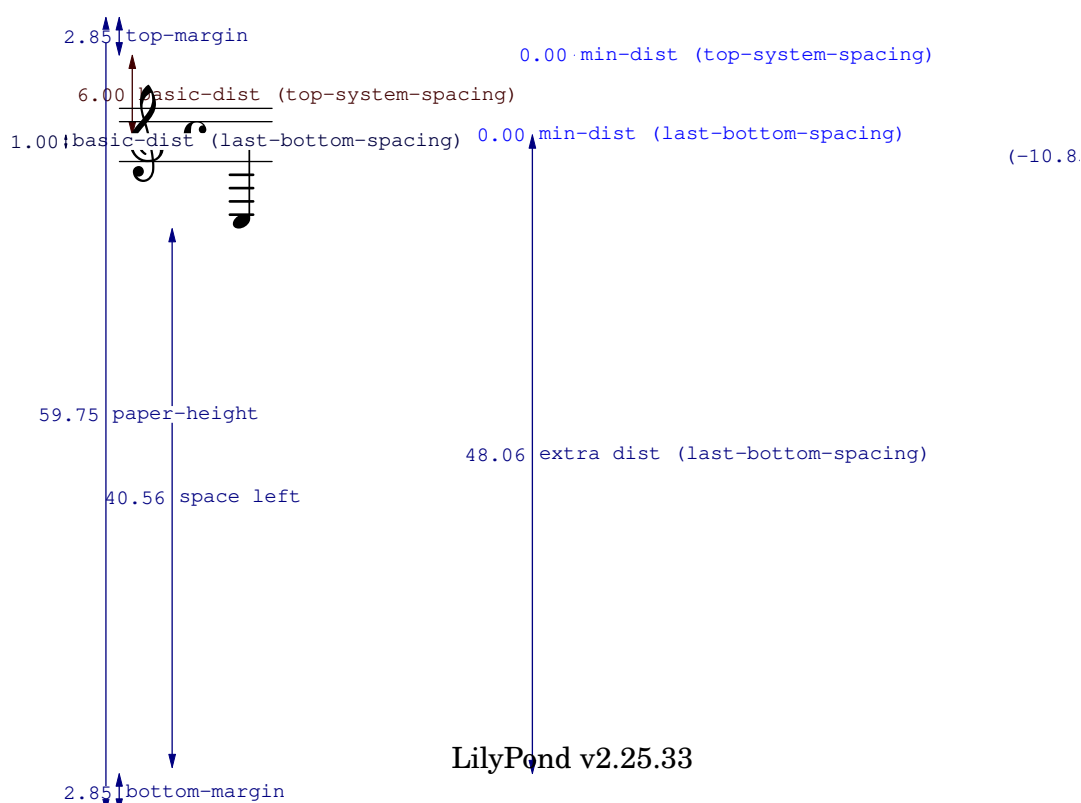 2.85 top-margin
0.00 min-dist (top-system-spacing)
6.00 basic-dist (top-system-spacing)
0.00 min-dist (last-bottom-spacing)
1.00 basic-dist (last-bottom-spacing)
(-10.85
59.75 paper-height
48.06 extra dist (last-bottom-spacing)
40.56 space left
LilyPond v2.25.33
2.85 bottom-margin